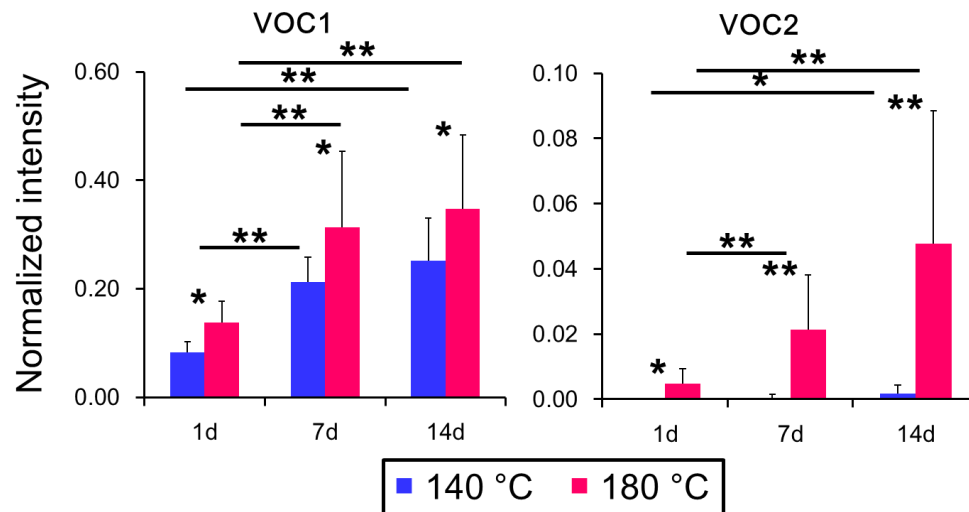 VOC1
VOC2
Normalized intensity
0.60
0.40
0.20
0.00
**
**
**
*
*
**
*
1d
7d
14d
0.10
0.08
0.06
0.04
0.02
0.00
**
*
**
**
**
*
1d
7d
14d
140 °C
180 °C